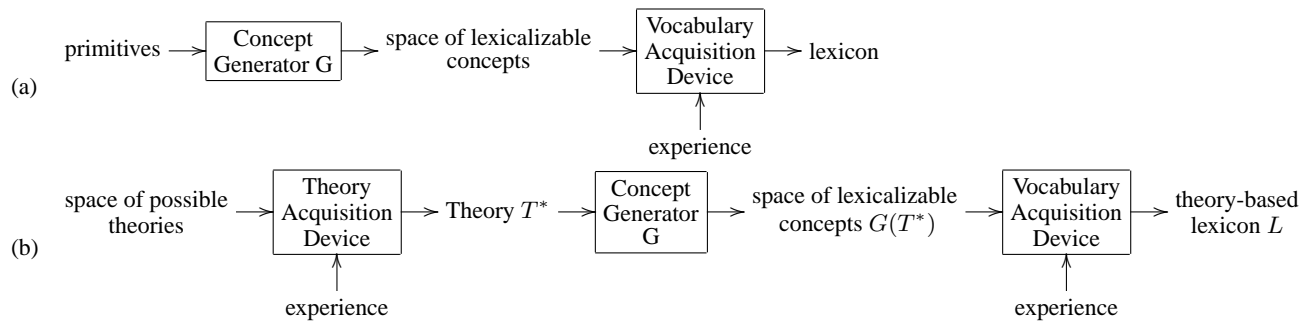 (a)
primitives
Concept
Generator G
space of lexicalizable
concepts
Vocabulary
Acquisition
Device
lexicon
experience
(b)
space of possible
theories
Theory
Acquisition
Device
Theory T*
Concept
Generator
G
space of lexicalizable
concepts G(T*)
Vocabulary
Acquisition
Device
theory-based
lexicon L
experience
experience